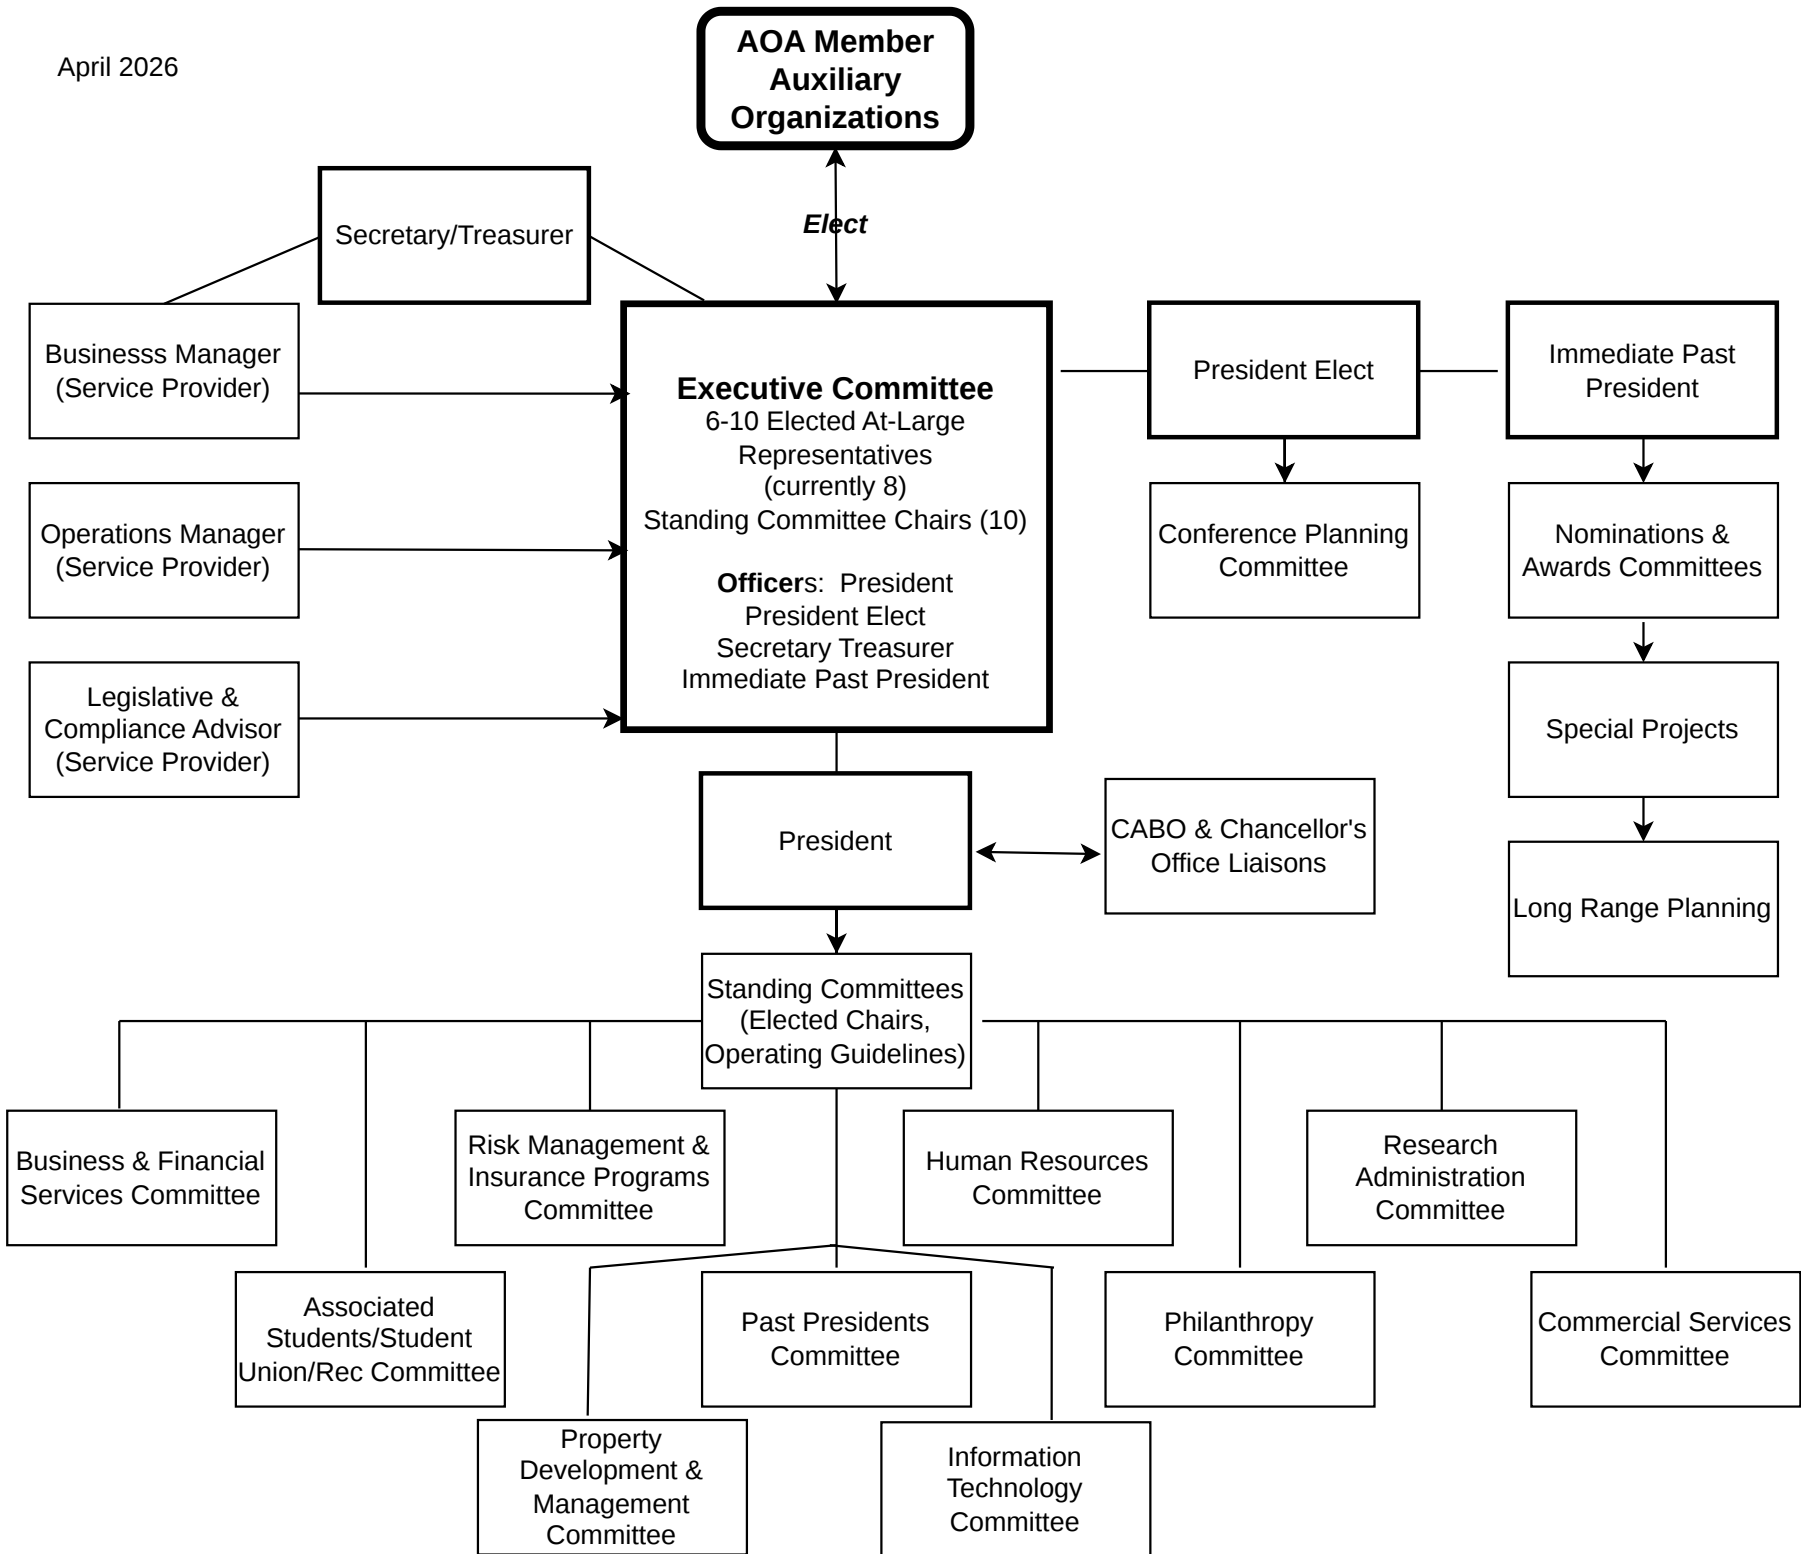 April 2026
AOA Member
Auxiliary
Organizations
Elect
Secretary/Treasurer
Businesss Manager
(Service Provider)
Operations Manager
(Service Provider)
Legislative &
Compliance Advisor
(Service Provider)
Executive Committee
6-10 Elected At-Large
Representatives
(currently 8)
Standing Committee Chairs (10)
Officers:  President
President Elect
Secretary Treasurer
Immediate Past President
President Elect
Immediate Past
President
Conference Planning
Committee
Nominations &
Awards Committees
Special Projects
Long Range Planning
President
CABO & Chancellor's
Office Liaisons
Standing Committees
(Elected Chairs,
Operating Guidelines)
Business & Financial
Services Committee
Risk Management &
Insurance Programs
Committee
Human Resources
Committee
Research
Administration
Committee
Associated
Students/Student
Union/Rec Committee
Past Presidents
Committee
Philanthropy
Committee
Commercial Services
Committee
Property
Development &
Management
Committee
Information
Technology
Committee